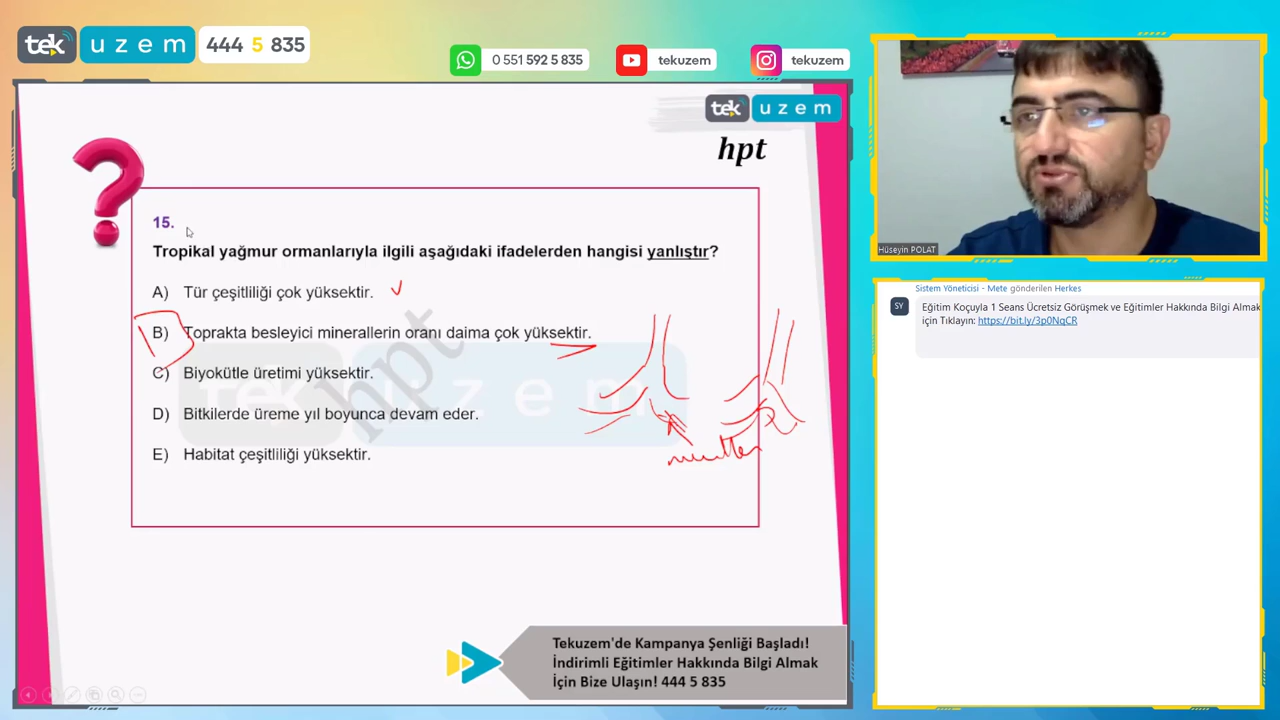 tek uzem 444 5 835
0 551 592 5 835
tekuzem
tekuzem
tek uzem
hpt
15.
Tropikal yağmur ormanlarıyla ilgili aşağıdaki ifadelerden hangisi yanlıştır?
A) Tür çeşitliliği çok yüksektir.
B) Toprakta besleyici minerallerin oranı daima çok yüksektir.
C) Biyokütle üretimi yüksektir.
D) Bitkilerde üreme yıl boyunca devam eder.
E) Habitat çeşitliliği yüksektir.
tek uzem
hpt
Tekuzem'de Kampanya Şenliği Başladı!
İndirimli Eğitimler Hakkında Bilgi Almak
İçin Bize Ulaşın! 444 5 835
Hüseyin POLAT
Sistem Yöneticisi - Mete gönderilen Herkes
SY
Eğitim Koçuyla 1 Seans Ücretsiz Görüşmek ve Eğitimler Hakkında Bilgi Almak
için Tıklayın: https://bit.ly/3p0NqCR